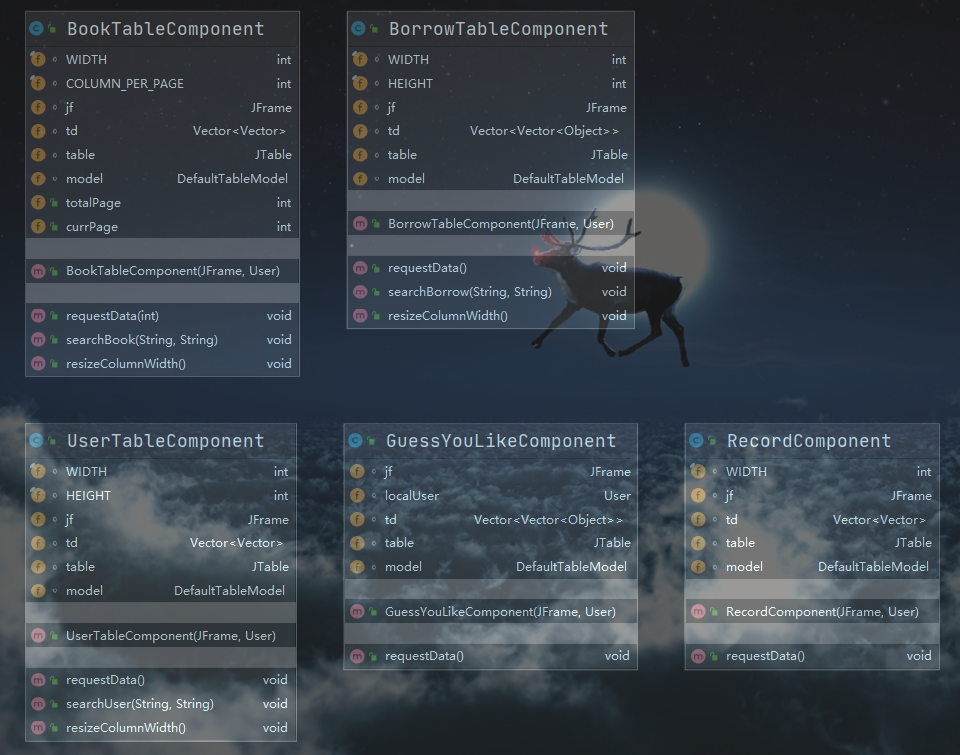 BookTableComponent
WIDTH int
COLUMN_PER_PAGE int
jf JFrame
td Vector<Vector>
table JTable
model DefaultTableModel
totalPage int
currPage int
BookTableComponent(JFrame, User)
requestData(int) void
searchBook(String, String) void
resizeColumnWidth() void
BorrowTableComponent
WIDTH int
HEIGHT int
jf JFrame
td Vector<Vector<Object>>
table JTable
model DefaultTableModel
BorrowTableComponent(JFrame, User)
requestData() void
searchBorrow(String, String) void
resizeColumnWidth() void
UserTableComponent
WIDTH int
HEIGHT int
jf JFrame
td Vector<Vector>
table JTable
model DefaultTableModel
UserTableComponent(JFrame, User)
requestData() void
searchUser(String, String) void
resizeColumnWidth() void
GuessYouLikeComponent
jf JFrame
localUser User
td Vector<Vector<Object>>
table JTable
model DefaultTableModel
GuessYouLikeComponent(JFrame, User)
requestData() void
RecordComponent
WIDTH int
jf JFrame
td Vector<Vector>
table JTable
model DefaultTableModel
RecordComponent(JFrame, User)
requestData() void